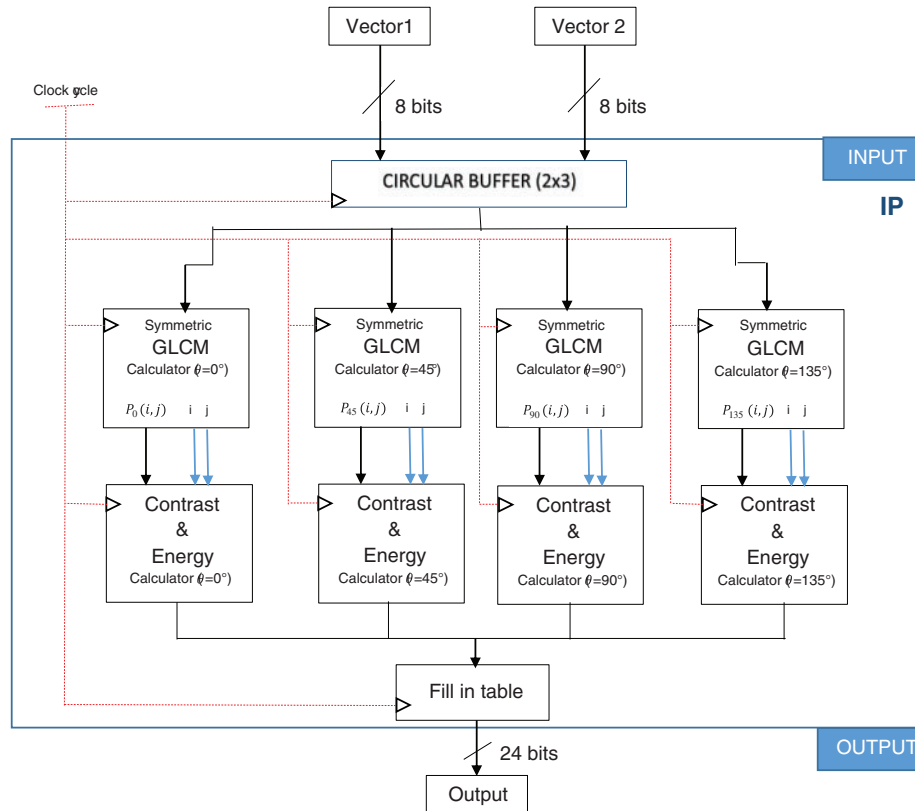 Vector1
Vector 2
Clock cycle
8 bits
8 bits
INPUT
CIRCULAR BUFFER (2x3)
IP
Symmetric
GLCM
Calculator (θ=0°)
P₀(i,j) i j
Symmetric
GLCM
Calculator (θ=45°)
P₄₅(i,j) i j
Symmetric
GLCM
Calculator (θ=90°)
P₉₀(i,j) i j
Symmetric
GLCM
Calculator (θ=135°)
P₁₃₅(i,j) i j
Contrast
&
Energy
Calculator (θ=0°)
Contrast
&
Energy
Calculator (θ=45°)
Contrast
&
Energy
Calculator (θ=90°)
Contrast
&
Energy
Calculator (θ=135°)
Fill in table
OUTPUT
24 bits
Output